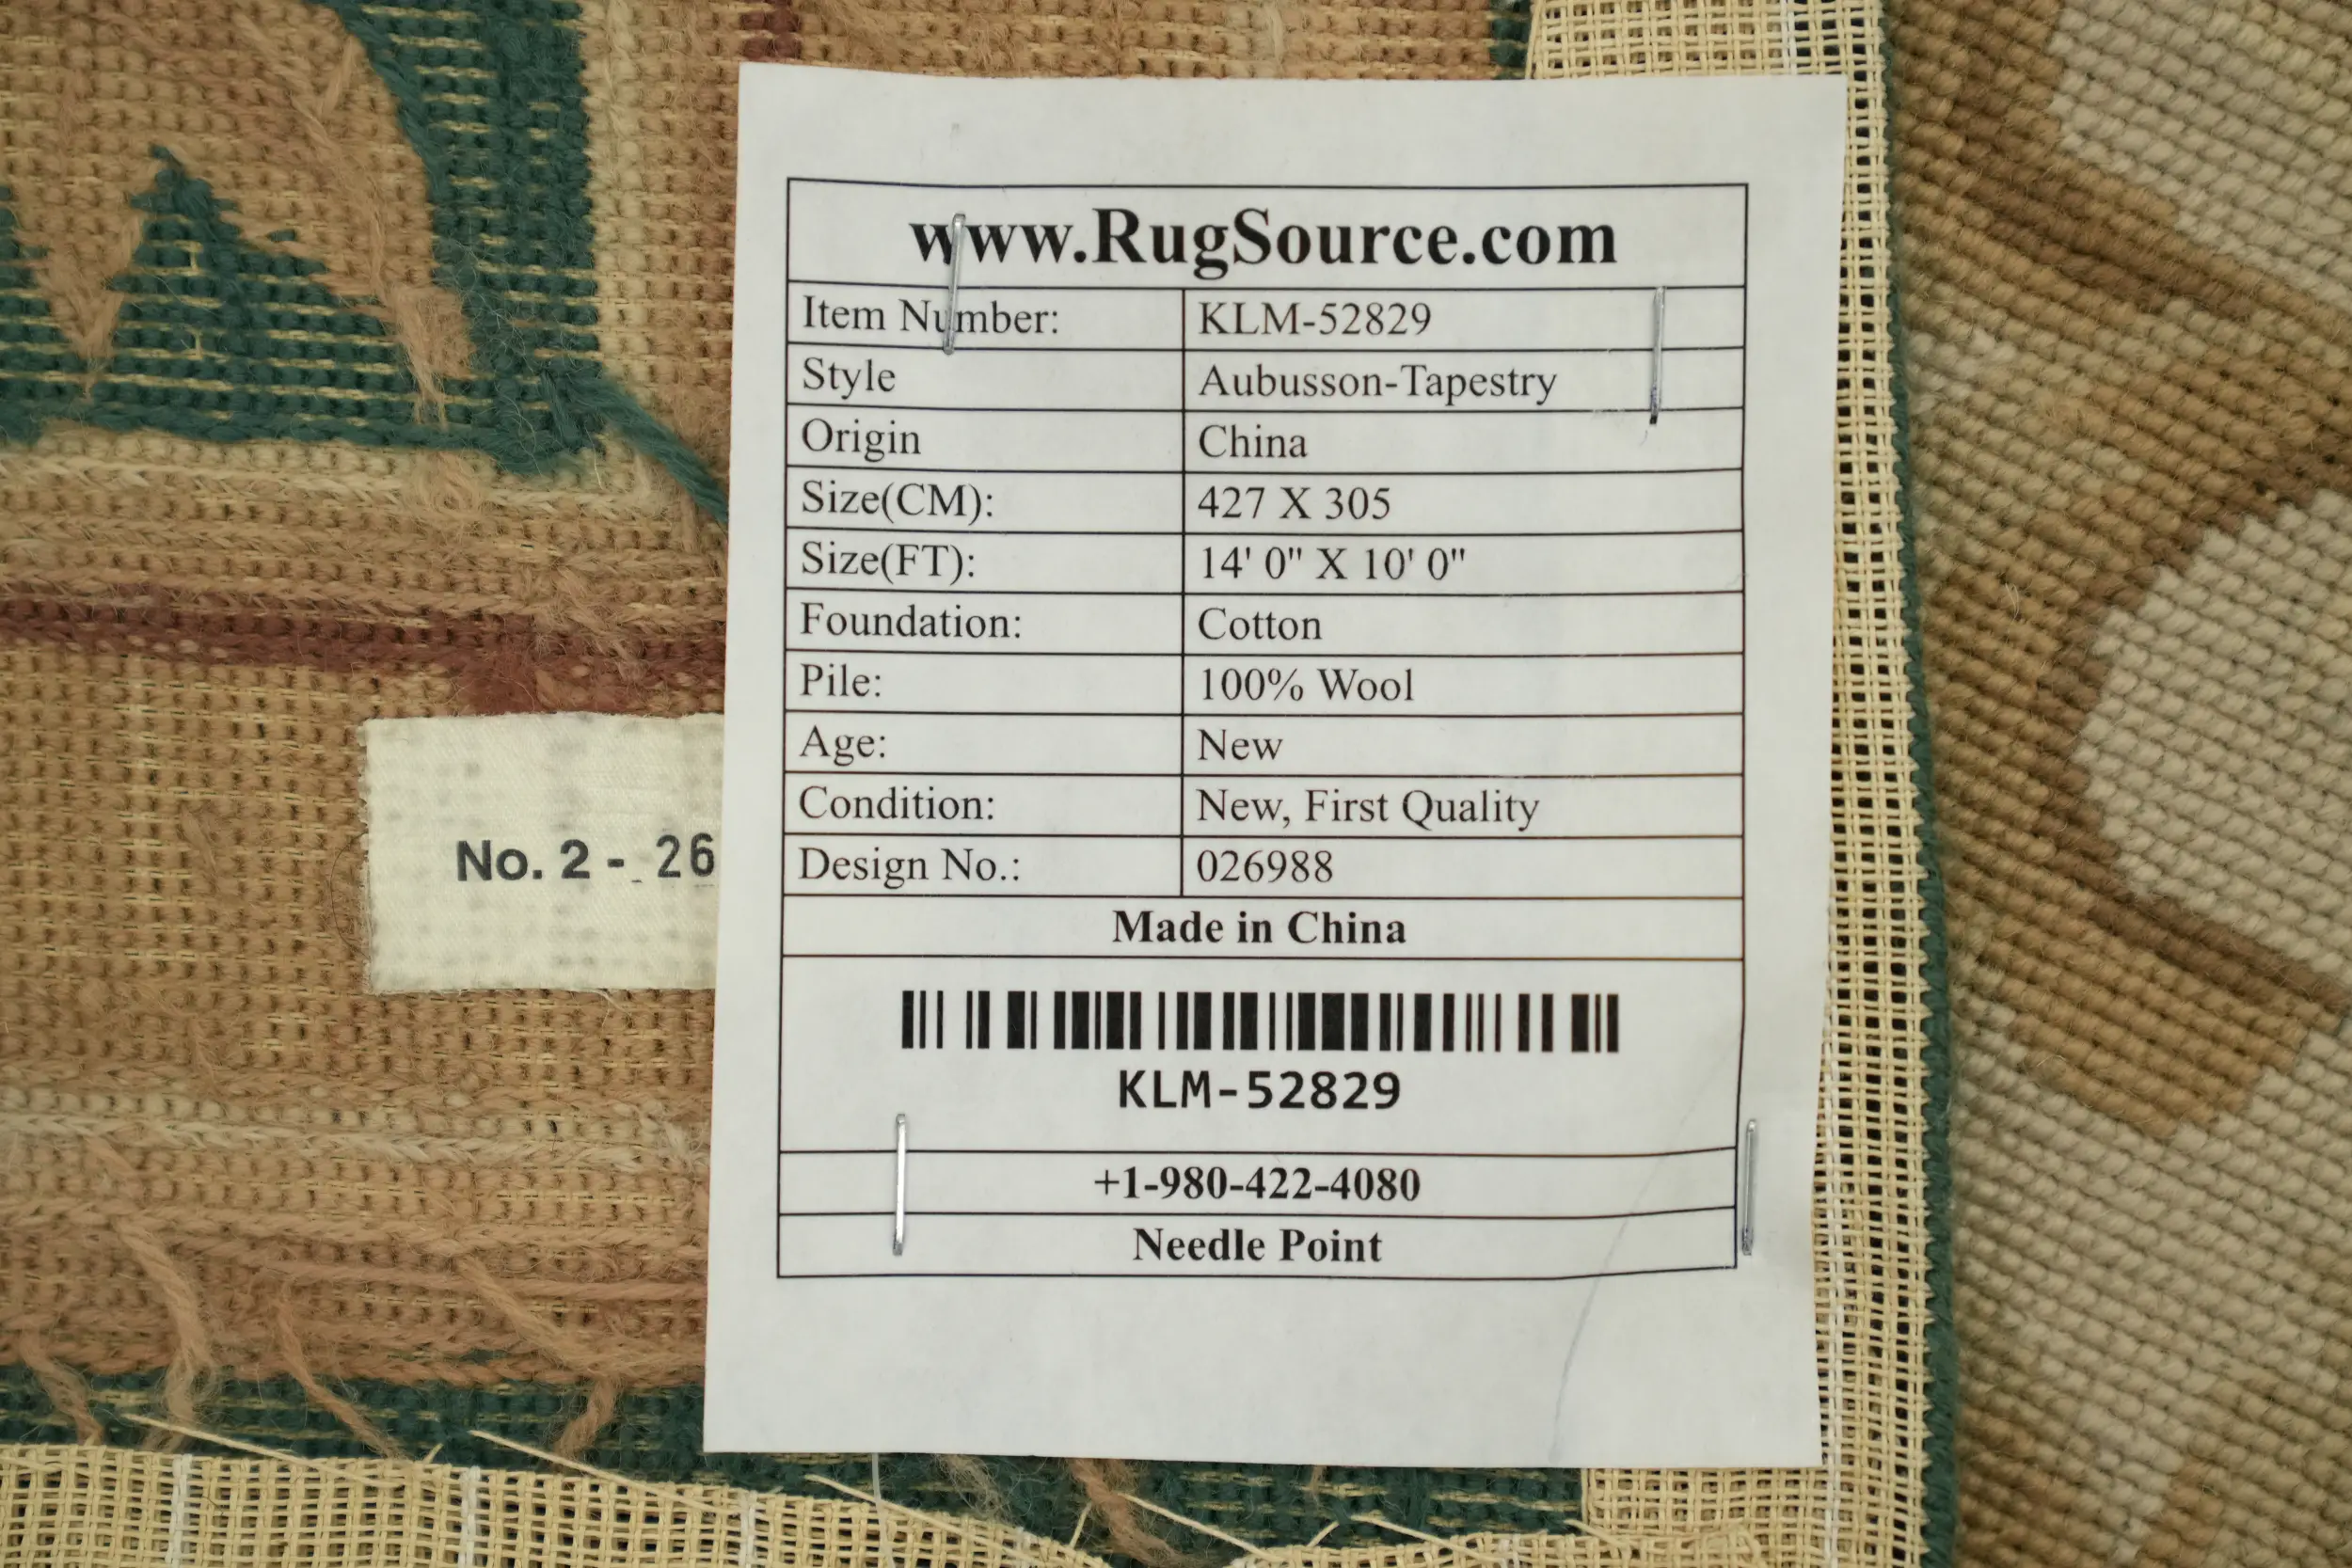 www.RugSource.com
Item Number: KLM-52829
Style Aubusson-Tapestry
Origin China
Size(CM): 427 X 305
Size(FT): 14' 0" X 10' 0"
Foundation: Cotton
Pile: 100% Wool
Age: New
Condition: New, First Quality
Design No.: 026988
Made in China
KLM-52829
+1-980-422-4080
Needle Point
No. 2 - 26